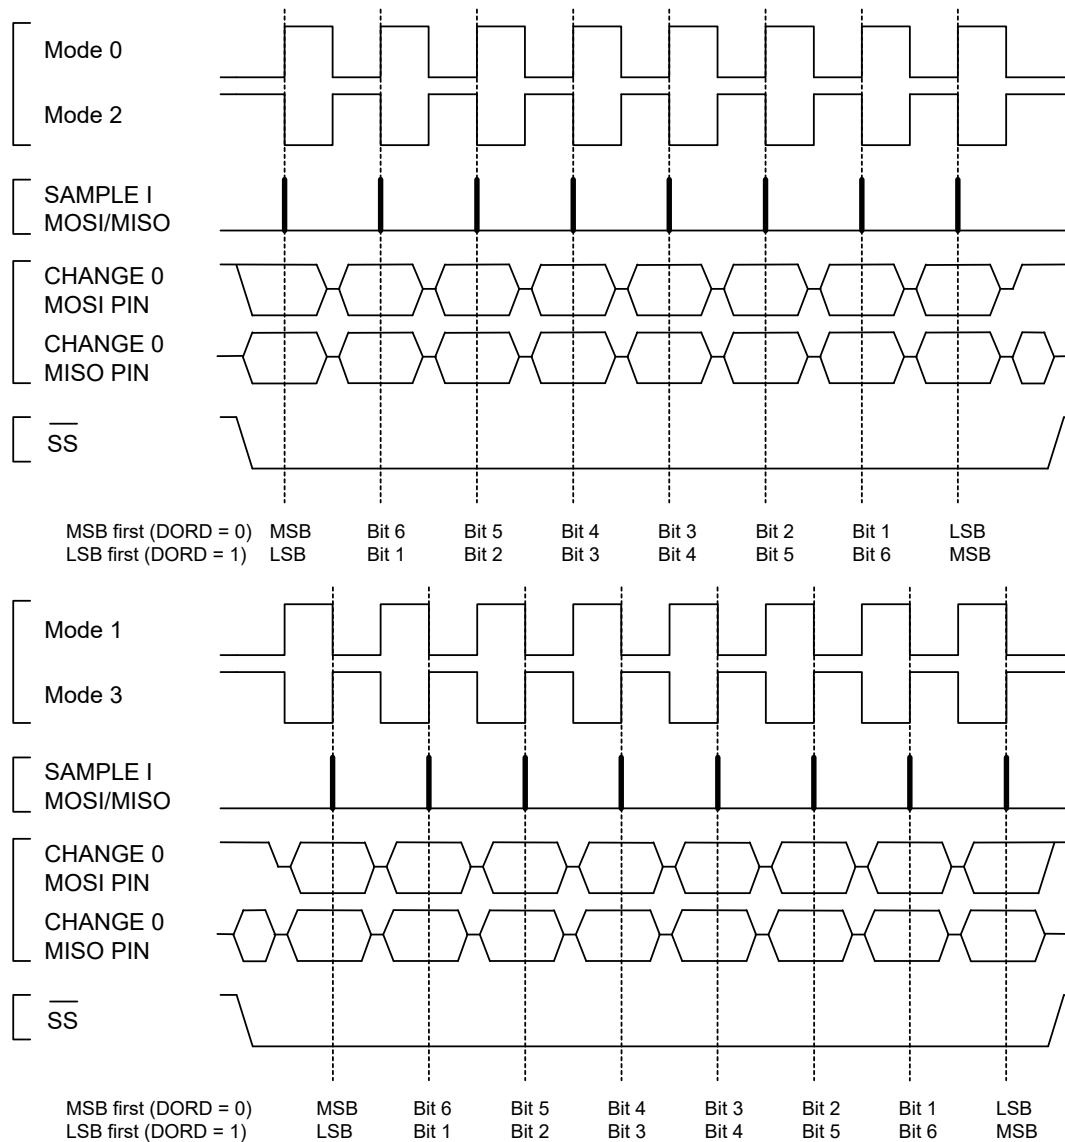 Mode 0
Mode 2
SAMPLE I
MOSI/MISO
CHANGE 0
MOSI PIN
CHANGE 0
MISO PIN
SS
MSB first (DORD = 0) MSB Bit 6 Bit 5 Bit 4 Bit 3 Bit 2 Bit 1 LSB
LSB first (DORD = 1) LSB Bit 1 Bit 2 Bit 3 Bit 4 Bit 5 Bit 6 MSB
Mode 1
Mode 3
SAMPLE I
MOSI/MISO
CHANGE 0
MOSI PIN
CHANGE 0
MISO PIN
SS
MSB first (DORD = 0) MSB Bit 6 Bit 5 Bit 4 Bit 3 Bit 2 Bit 1 LSB
LSB first (DORD = 1) LSB Bit 1 Bit 2 Bit 3 Bit 4 Bit 5 Bit 6 MSB